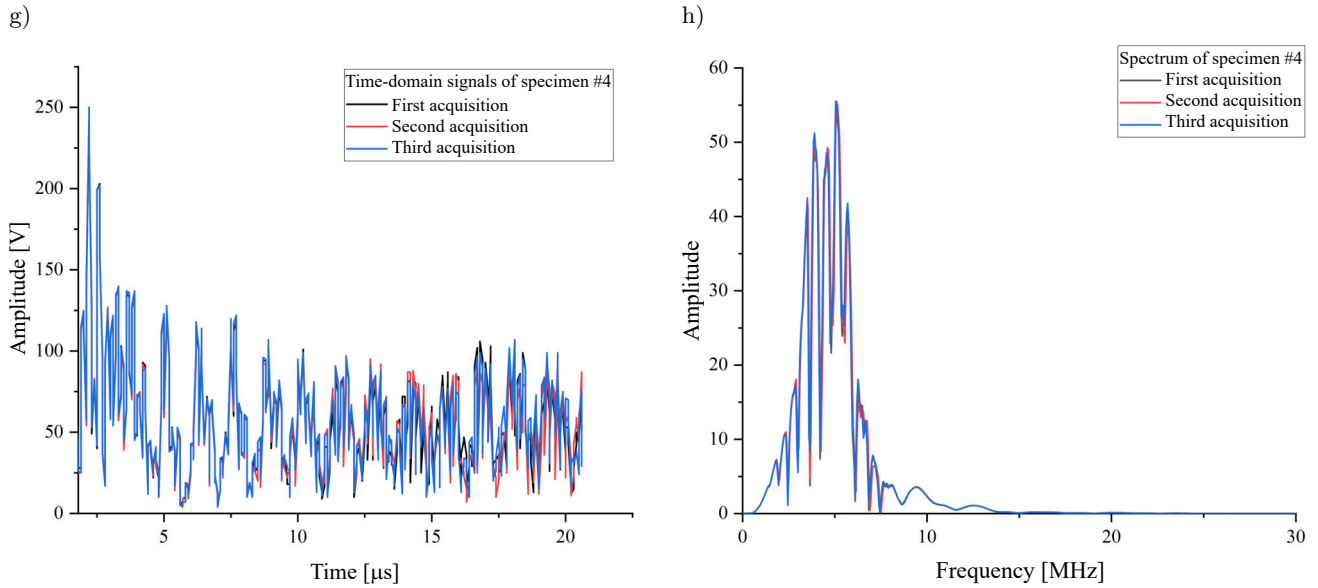 g)
Time-domain signals of specimen #4
First acquisition
Second acquisition
Third acquisition
250
200
150
100
50
0
Amplitude [V]
5
10
15
20
Time [μs]
h)
Spectrum of specimen #4
First acquisition
Second acquisition
Third acquisition
60
50
40
30
20
10
0
Amplitude
0
10
20
30
Frequency [MHz]